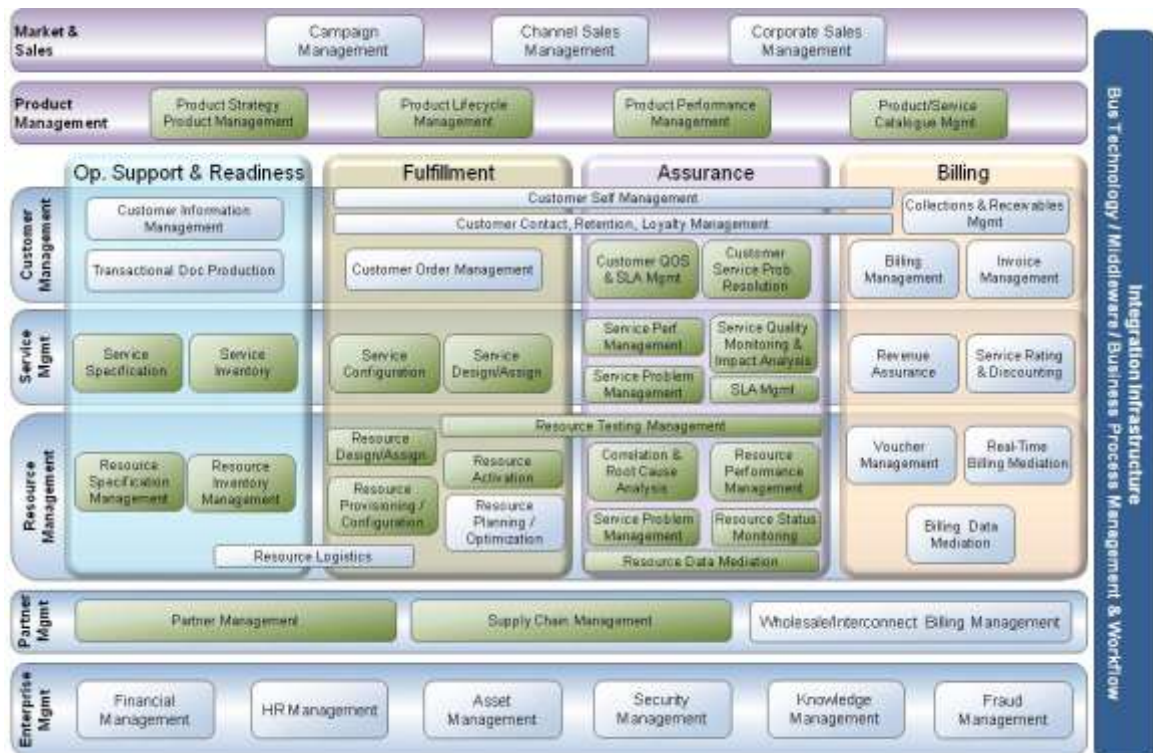 Market &
Sales
Campaign
Management
Channel Sales
Management
Corporate Sales
Management
Product
Management
Product Strategy
Product Management
Product Lifecycle
Management
Product Performance
Management
Product/Service
Catalogue Mgmt
Op. Support & Readiness
Fulfillment
Assurance
Billing
Customer
Management
Customer Information
Management
Transactional Doc Production
Customer Self Management
Customer Contact, Retention, Loyalty Management
Customer Order Management
Customer QOS
& SLA Mgmt
Customer
Service Prob.
Resolution
Collections & Recewables
Mgmt
Billing
Management
Invoice
Management
Service
Mgmt
Service
Specification
Service
Inventory
Service
Configuration
Service
Design/Assign
Service Perf
Management
Service Quality
Monitoring &
Impact Analysis
Service Problem
Management
SLA Mgmt
Revenue
Assurance
Service Rating
& Discounting
Resource
Management
Resource
Specification
Management
Resource
Inventory
Management
Resource Testing Management
Resource
Design/Assign
Resource
Activation
Resource
Provisioning /
Configuration
Resource
Planning /
Optimization
Resource Logistics
Correlation &
Root Cause
Analysis
Resource
Performance
Management
Service Problem
Management
Resource Status
Monitoring
Resource Data Mediation
Voucher
Management
Real-Time
Billing Mediation
Billing Data
Mediation
Partner
Mgmt
Partner Management
Supply Chain Management
Wholesale/Interconnect Billing Management
Enterprise
Mgmt
Financial
Management
HR Management
Asset
Management
Security
Management
Knowledge
Management
Fraud
Management
Integration Infrastructure
Bus Technology / Middleware / Business Process Management & Workflow